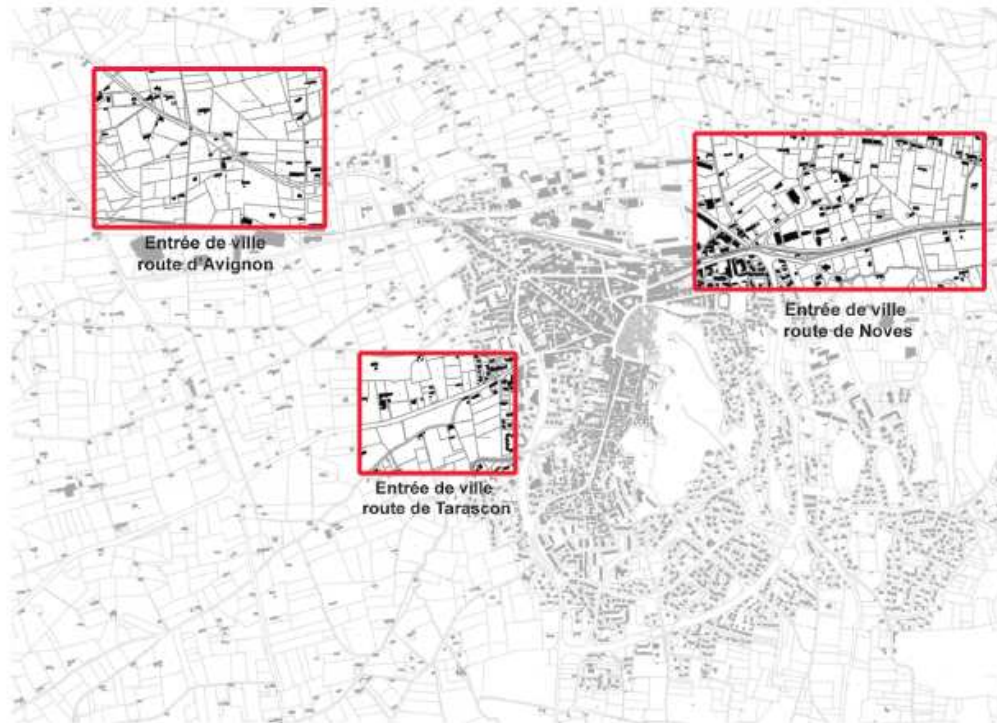 Entrée de ville
route d'Avignon
Entrée de ville
route de Noves
Entrée de ville
route de Tarascon